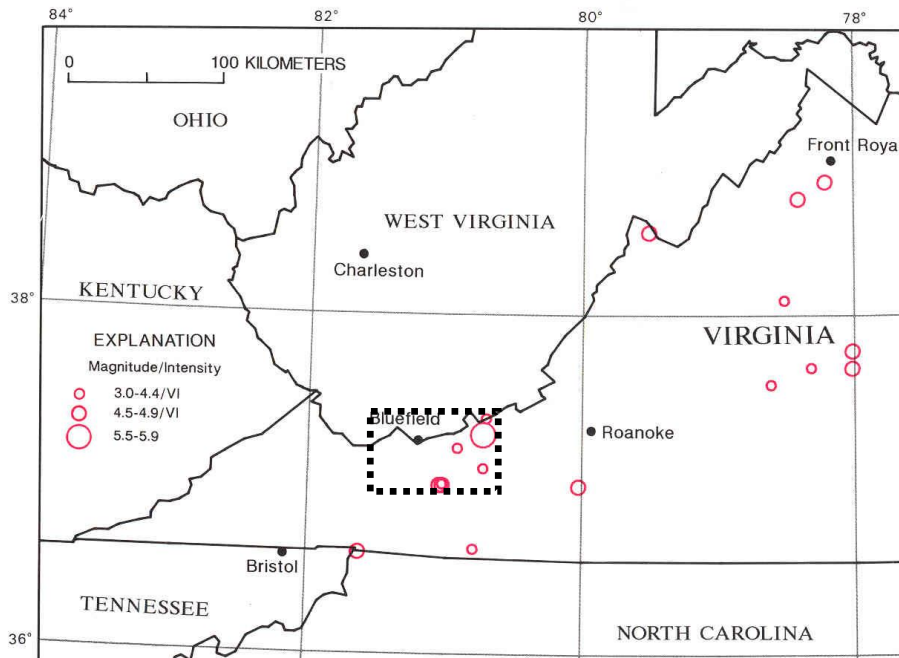 84°
82°
80°
78°
0
100 KILOMETERS
OHIO
Front Roya
WEST VIRGINIA
Charleston
38°
KENTUCKY
VIRGINIA
EXPLANATION
Magnitude/Intensity
3.0-4.4/VI
4.5-4.9/VI
5.5-5.9
Bluefield
Roanoke
Bristol
TENNESSEE
36°
NORTH CAROLINA